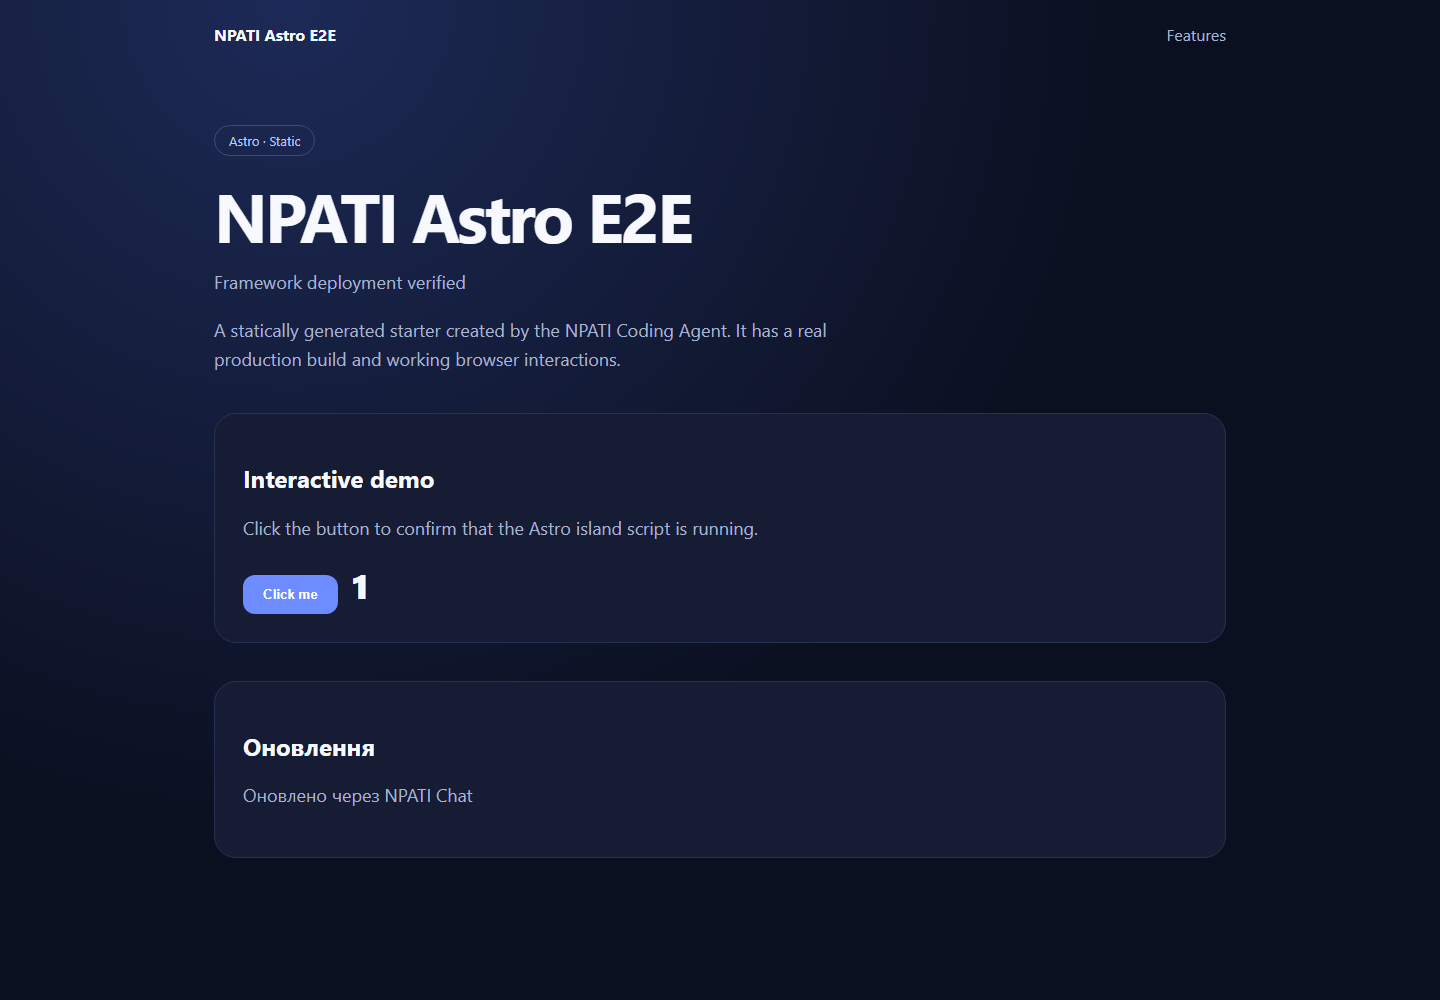 NPATI Astro E2E
Features
Astro · Static
NPATI Astro E2E
Framework deployment verified
A statically generated starter created by the NPATI Coding Agent. It has a real
production build and working browser interactions.
Interactive demo
Click the button to confirm that the Astro island script is running.
Click me
1
Оновлення
Оновлено через NPATI Chat